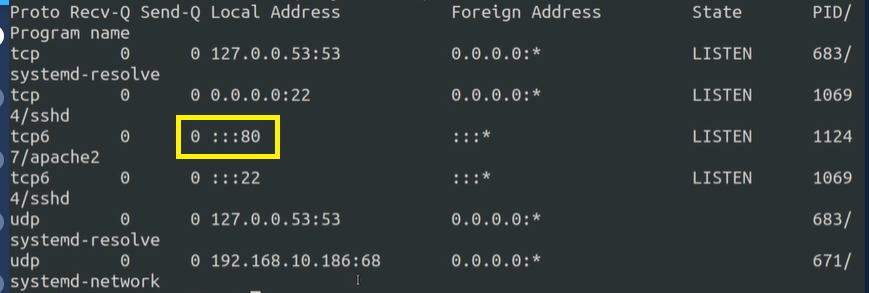 Proto Recv-Q Send-Q Local Address Foreign Address State PID/
Program name
tcp 0 0 127.0.0.53:53 0.0.0.0:* LISTEN 683/
systemd-resolve
tcp 0 0 0.0.0.0:22 0.0.0.0:* LISTEN 1069
4/sshd
tcp6 0 0 :::80 :::* LISTEN 1124
7/apache2
tcp6 0 0 :::22 :::* LISTEN 1069
4/sshd
udp 0 0 127.0.0.53:53 0.0.0.0:* 683/
systemd-resolve
udp 0 0 192.168.10.186:68 0.0.0.0:* 671/
systemd-network